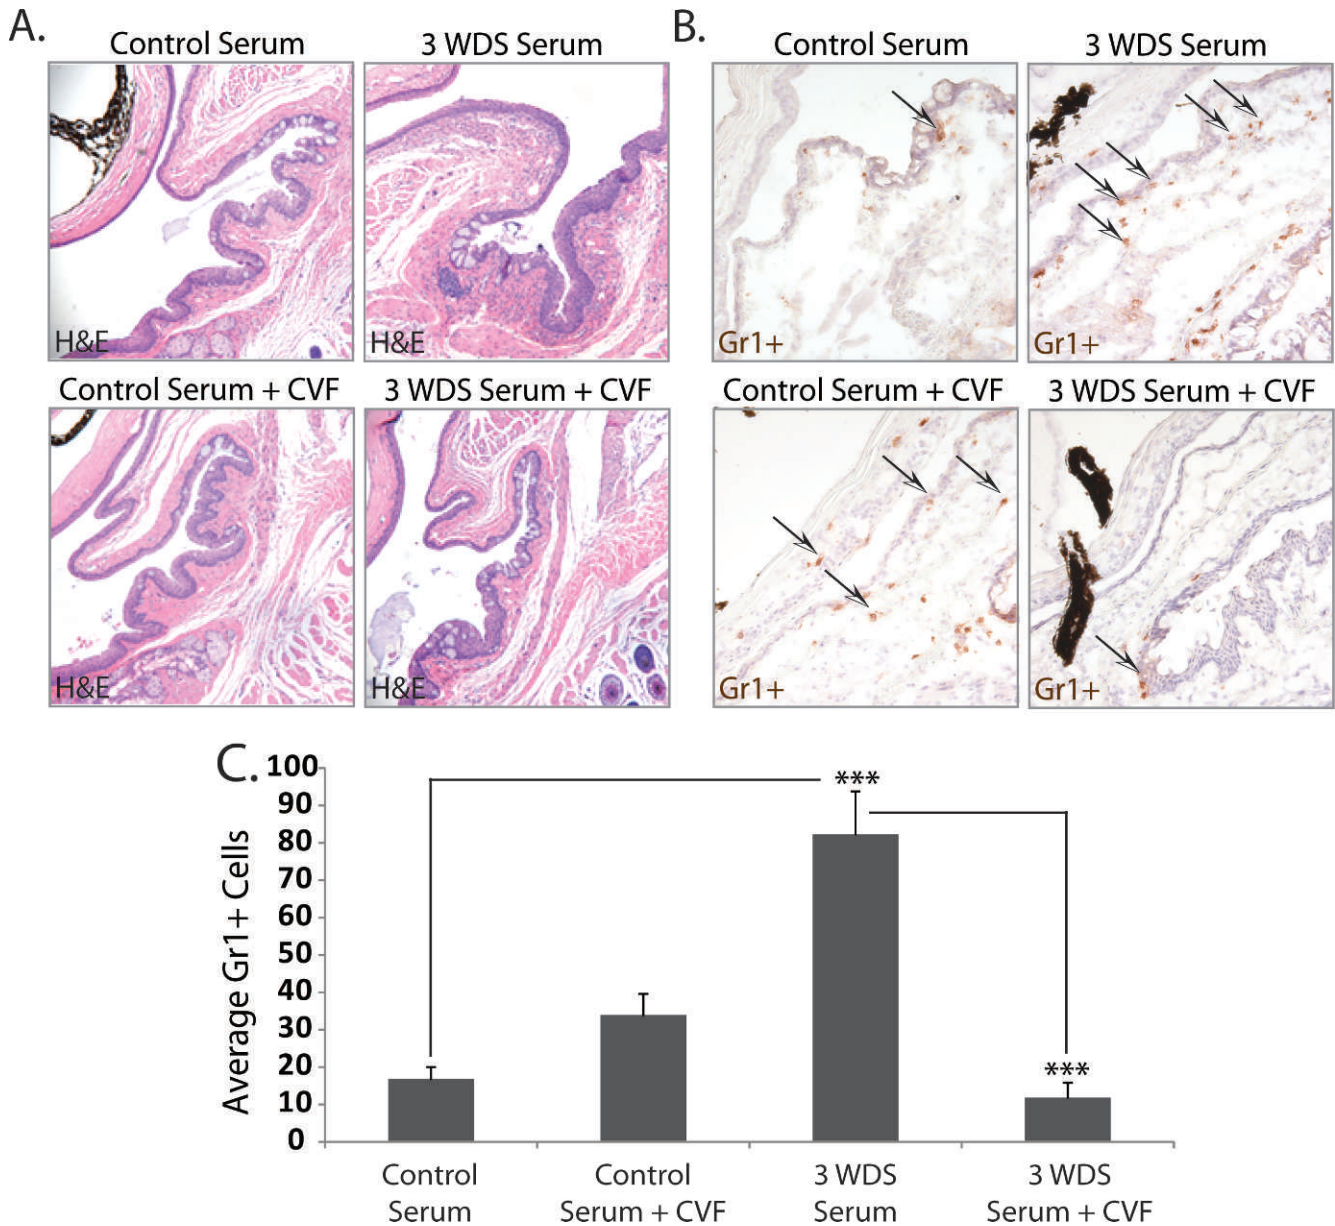 A.
Control Serum
3 WDS Serum
H&E
H&E
Control Serum + CVF
3 WDS Serum + CVF
H&E
H&E
B.
Control Serum
3 WDS Serum
Gr1+
Gr1+
Control Serum + CVF
3 WDS Serum + CVF
Gr1+
Gr1+
C.
Average Gr1+ Cells
100
90
80
70
60
50
40
30
20
10
0
***
***
Control
Serum
Control
Serum + CVF
3 WDS
Serum
3 WDS
Serum + CVF